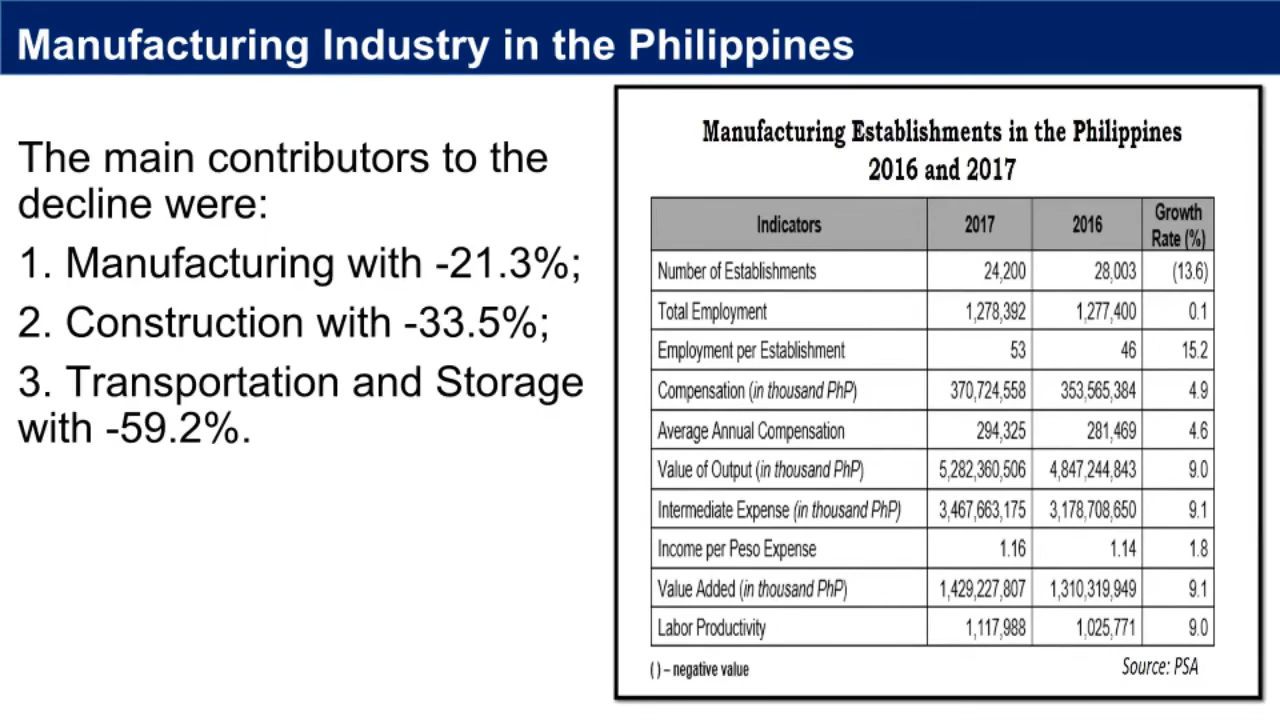 Manufacturing Industry in the Philippines
The main contributors to the
decline were:
1. Manufacturing with -21.3%;
2. Construction with -33.5%;
3. Transportation and Storage
with -59.2%.
Manufacturing Establishments in the Philippines
2016 and 2017
Indicators 2017 2016 Growth Rate (%)
Number of Establishments 24,200 28,003 (13.6)
Total Employment 1,278,392 1,277,400 0.1
Employment per Establishment 53 46 15.2
Compensation (in thousand PhP) 370,724,558 353,565,384 4.9
Average Annual Compensation 294,325 281,469 4.6
Value of Output (in thousand PhP) 5,282,360,506 4,847,244,843 9.0
Intermediate Expense (in thousand PhP) 3,467,663,175 3,178,708,650 9.1
Income per Peso Expense 1.16 1.14 1.8
Value Added (in thousand PhP) 1,429,227,807 1,310,319,949 9.1
Labor Productivity 1,117,988 1,025,771 9.0
( ) – negative value Source: PSA